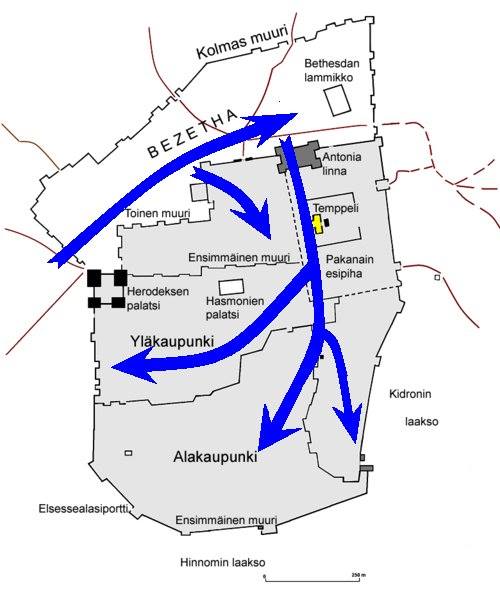 Kolmas muuri
Bethesdan
lammikko
BEZETHA
Antonia
linna
Temppeli
Toinen muuri
Ensimmäinen muuri
Pakanain
esipiha
Herodeksen
palatsi
Hasmonien
palatsi
Yläkaupunki
Kidronin
laakso
Alakaupunki
Elsessealasiportti
Ensimmäinen muuri
Hinnomin laakso
0
250 m